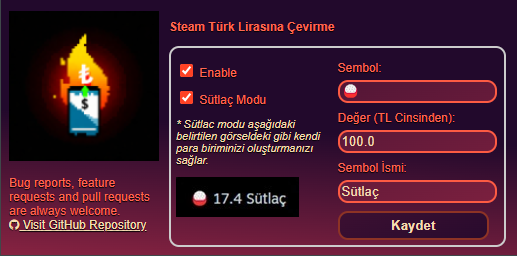 Steam Türk Lirasına Çevirme
Enable
Sütlaç Modu
* Sütlac modu aşağıdaki
belirtilen görseldeki gibi kendi
para biriminizi oluşturmanızı
sağlar.
17.4 Sütlaç
Sembol:
Değer (TL Cinsinden):
100.0
Sembol İsmi:
Sütlaç
Kaydet
₺
$
Bug reports, feature
requests and pull requests
are always welcome.
Visit GitHub Repository